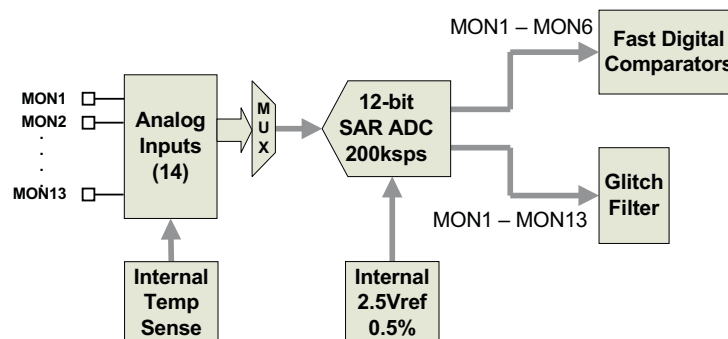 MON1 – MON6
Fast Digital
Comparators
MON1
MON2
.
.
.
MON13
Analog
Inputs
(14)
M
U
X
12-bit
SAR ADC
200ksps
MON1 – MON13
Glitch
Filter
Internal
Temp
Sense
Internal
2.5Vref
0.5%